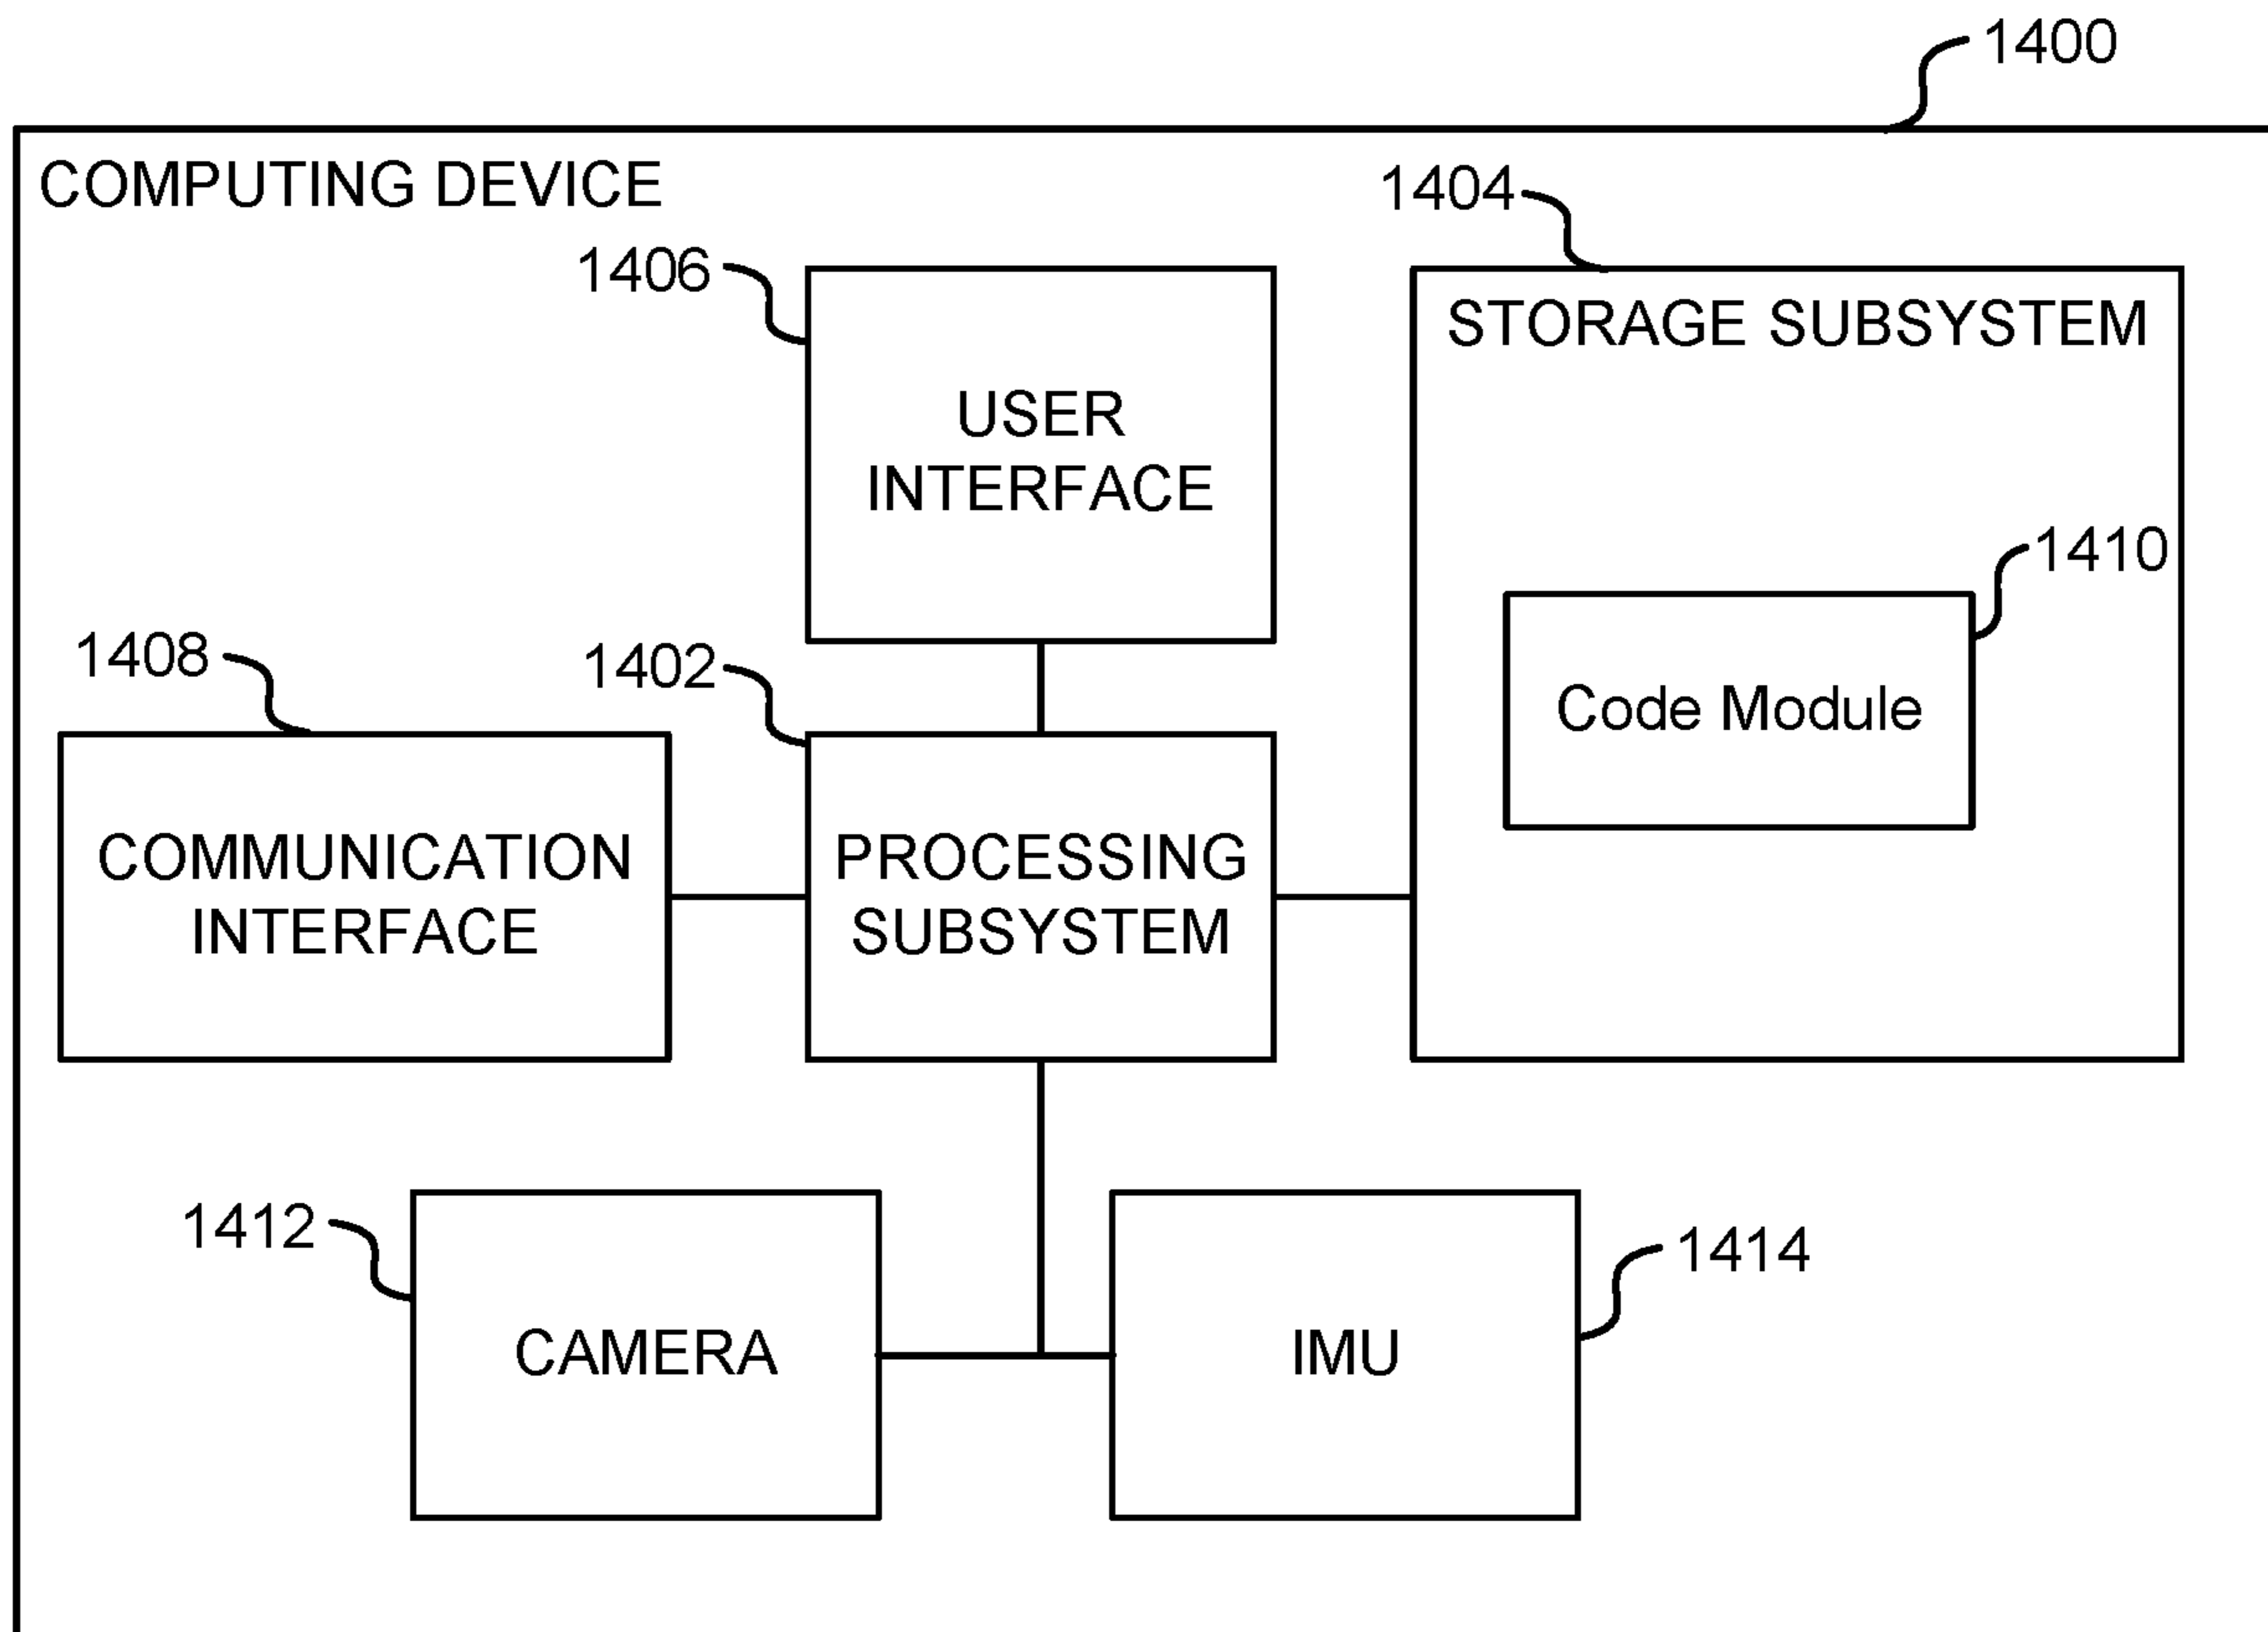 1400
COMPUTING DEVICE
1404
1406
STORAGE SUBSYSTEM
USER
INTERFACE
1410
1408
1402
Code Module
COMMUNICATION
INTERFACE
PROCESSING
SUBSYSTEM
1412
1414
CAMERA
IMU